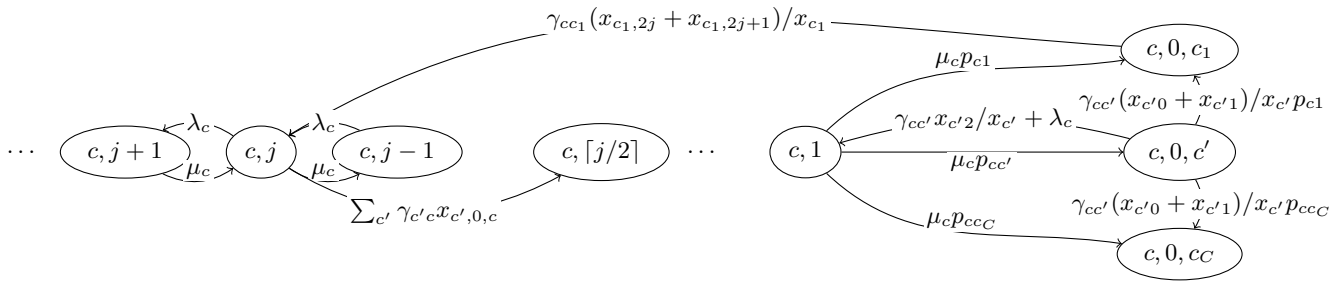 γ_{cc_1}(x_{c_1,2j} + x_{c_1,2j+1})/x_{c_1}
c, 0, c_1
μ_c p_{c1}
γ_{cc'}(x_{c'0} + x_{c'1})/x_{c'} p_{c1}
λ_c
λ_c
γ_{cc'} x_{c'2}/x_{c'} + λ_c
⋯
c, j + 1
c, j
c, j − 1
c, ⌈j/2⌉
⋯
c, 1
c, 0, c'
μ_c
μ_c
μ_c p_{cc'}
∑_{c'} γ_{c'c} x_{c',0,c}
γ_{cc'}(x_{c'0} + x_{c'1})/x_{c'} p_{cc_C}
μ_c p_{cc_C}
c, 0, c_C